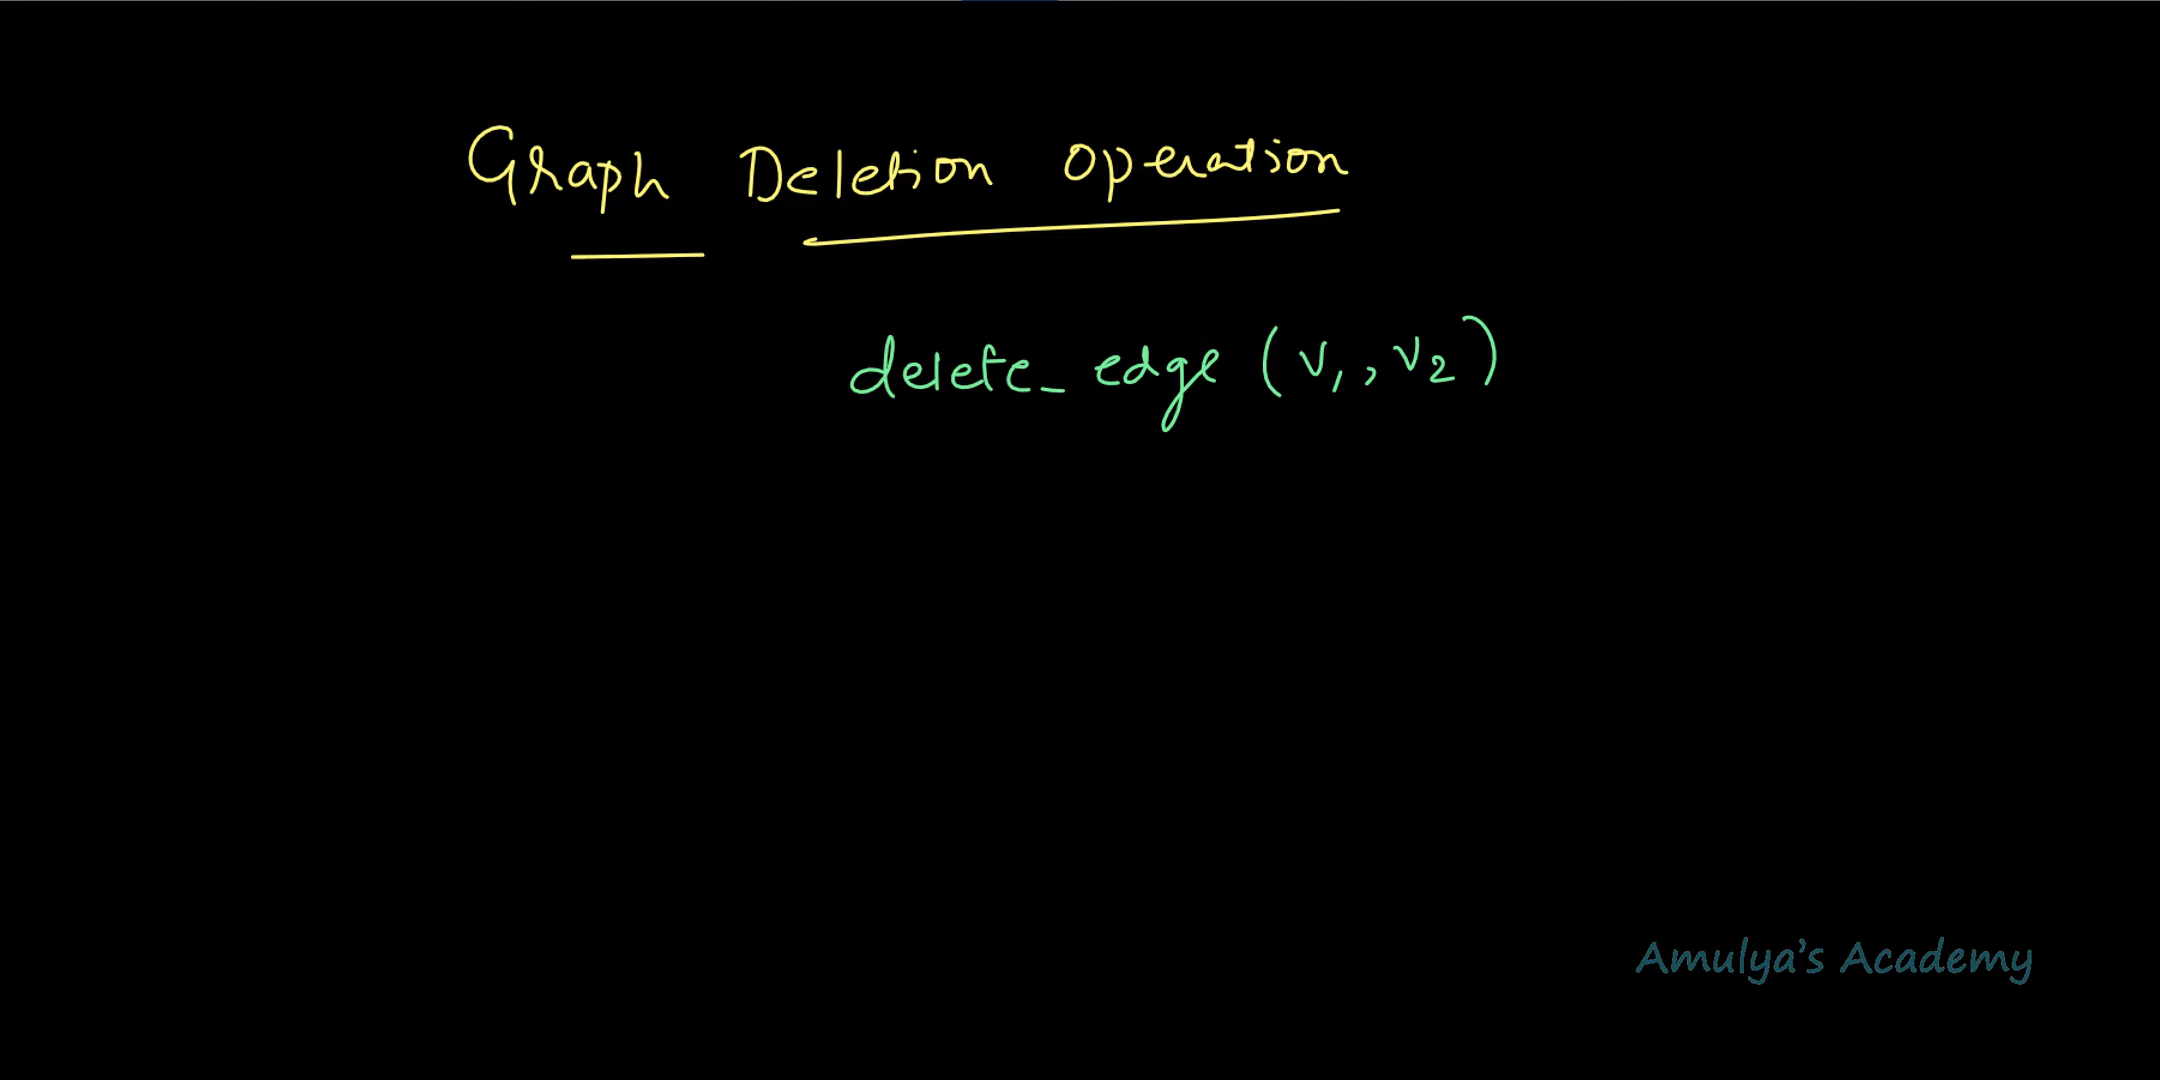 Graph Deletion Operation
delete_edge (v1, v2)
Amulya's Academy